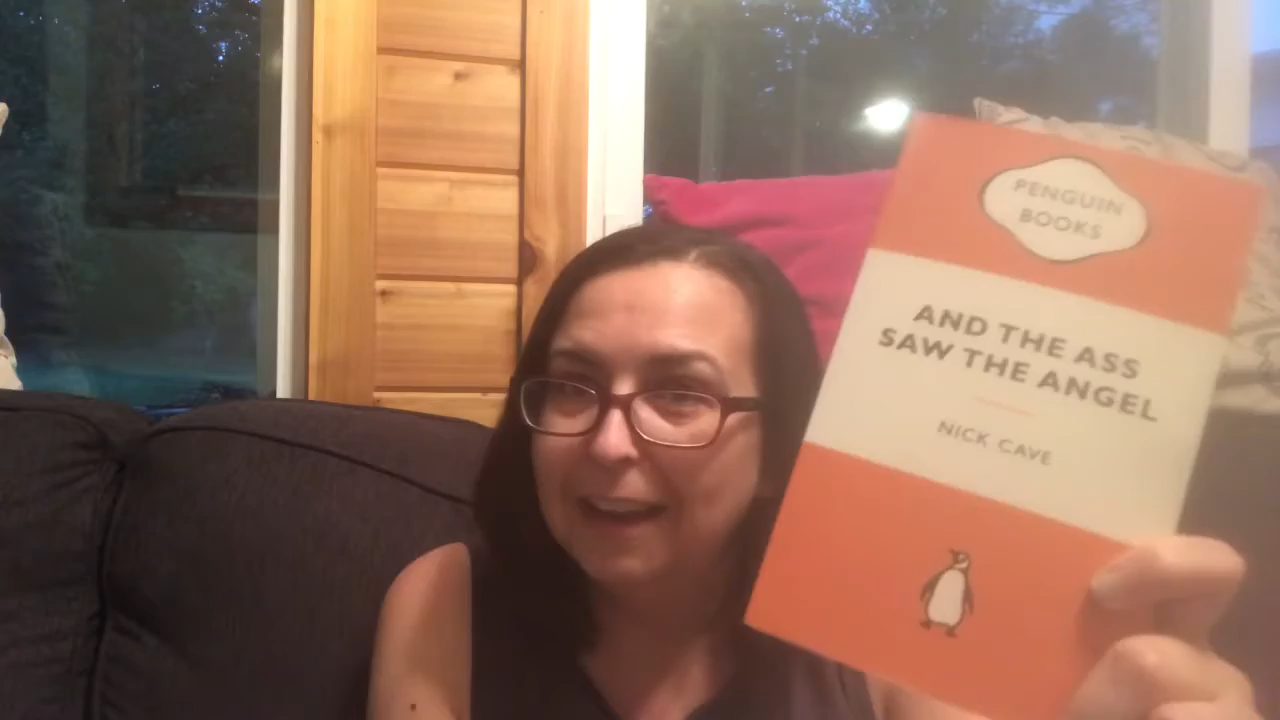 PENGUIN
BOOKS
AND THE ASS
SAW THE ANGEL
NICK CAVE